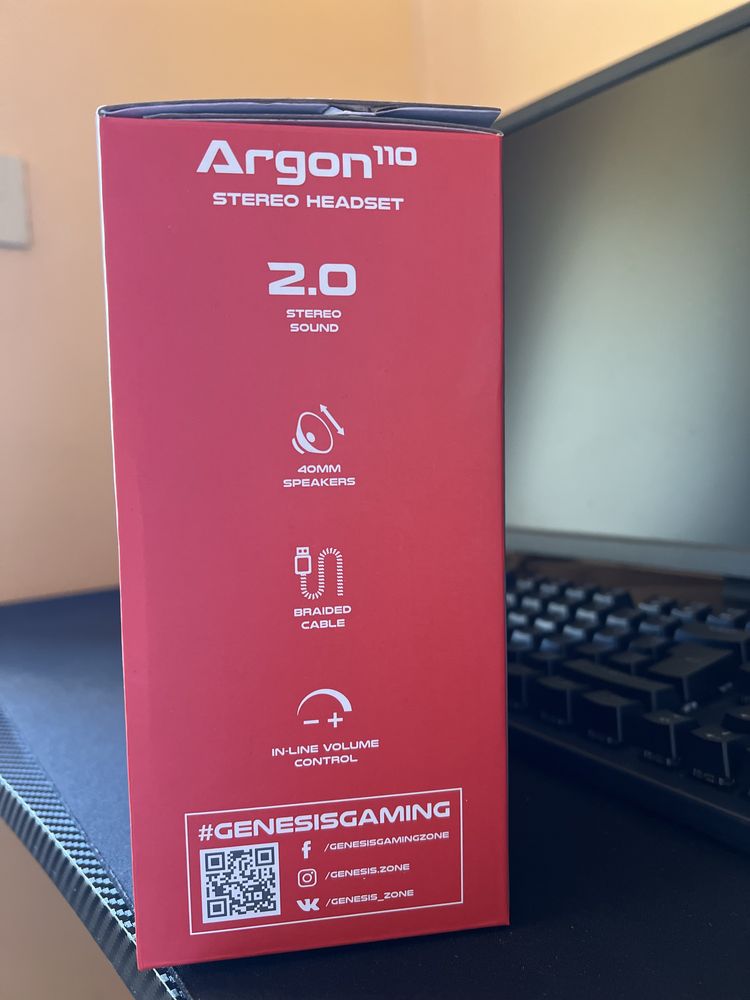 Argon110
STEREO HEADSET
2.0
STEREO
SOUND
40MM
SPEAKERS
BRAIDED
CABLE
IN-LINE VOLUME
CONTROL
#GENESISGAMING
/GENESISGAMINGZONE
/GENESIS.ZONE
/GENESIS_ZONE